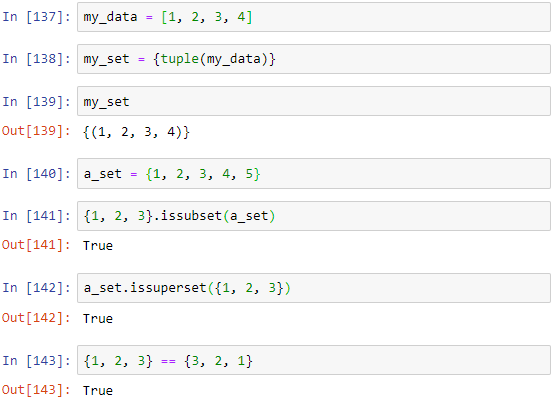 In [137]: my_data = [1, 2, 3, 4]
In [138]: my_set = {tuple(my_data)}
In [139]: my_set
Out[139]: {(1, 2, 3, 4)}
In [140]: a_set = {1, 2, 3, 4, 5}
In [141]: {1, 2, 3}.issubset(a_set)
Out[141]: True
In [142]: a_set.issuperset({1, 2, 3})
Out[142]: True
In [143]: {1, 2, 3} == {3, 2, 1}
Out[143]: True